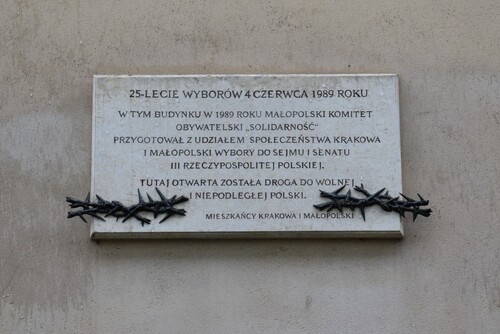 25-LECIE WYBORÓW 4 CZERWCA 1989 ROKU
W TYM BUDYNKU W 1989 ROKU MAŁOPOLSKI KOMITET
OBYWATELSKI „SOLIDARNOŚĆ"
PRZYGOTOWAŁ Z UDZIAŁEM SPOŁECZEŃSTWA KRAKOWA
I MAŁOPOLSKI WYBORY DO SEJMU I SENATU
III RZECZYPOSPOLITEJ POLSKIEJ.
TUTAJ OTWARTA ZOSTAŁA DROGA DO WOLNEJ
I NIEPODLEGŁEJ POLSKI.
MIESZKAŃCY KRAKOWA I MAŁOPOLSKI